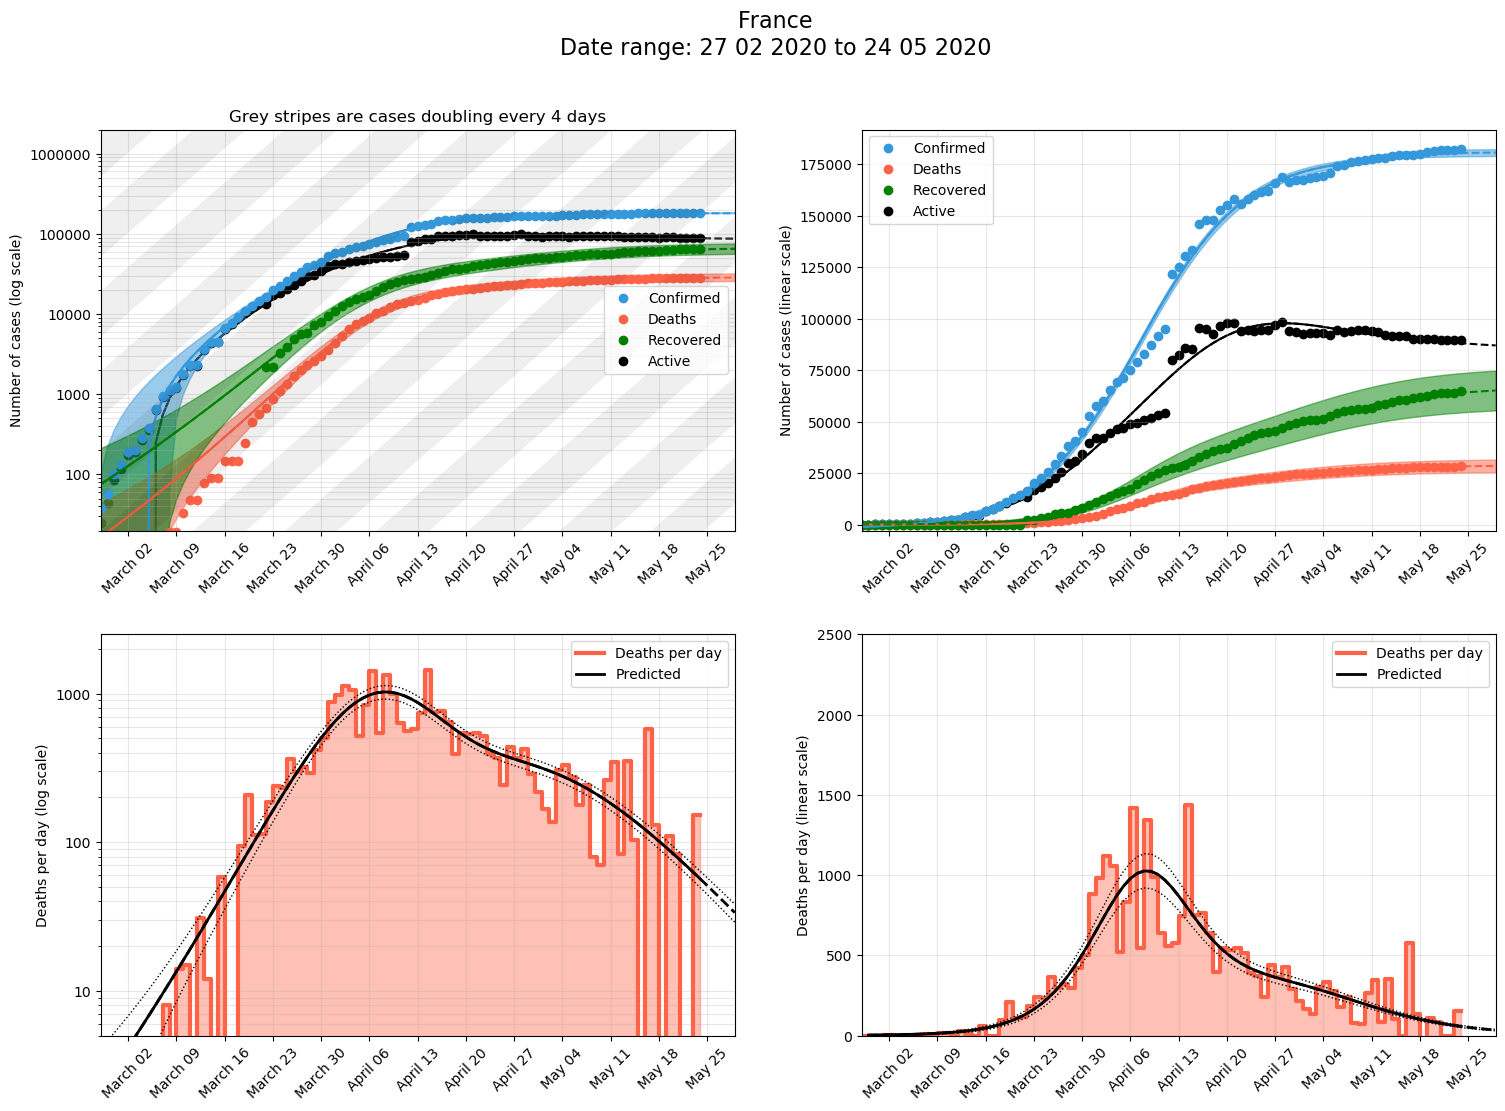 France
Date range: 27 02 2020 to 24 05 2020
Grey stripes are cases doubling every 4 days
Number of cases (log scale)
1000000
100000
10000
1000
100
Confirmed
Deaths
Recovered
Active
March 02
March 09
March 16
March 23
March 30
April 06
April 13
April 20
April 27
May 04
May 11
May 18
May 25
Number of cases (linear scale)
175000
150000
125000
100000
75000
50000
25000
0
Confirmed
Deaths
Recovered
Active
March 02
March 09
March 16
March 23
March 30
April 06
April 13
April 20
April 27
May 04
May 11
May 18
May 25
Deaths per day (log scale)
1000
100
10
Deaths per day
Predicted
March 02
March 09
March 16
March 23
March 30
April 06
April 13
April 20
April 27
May 04
May 11
May 18
May 25
Deaths per day (linear scale)
2500
2000
1500
1000
500
0
Deaths per day
Predicted
March 02
March 09
March 16
March 23
March 30
April 06
April 13
April 20
April 27
May 04
May 11
May 18
May 25